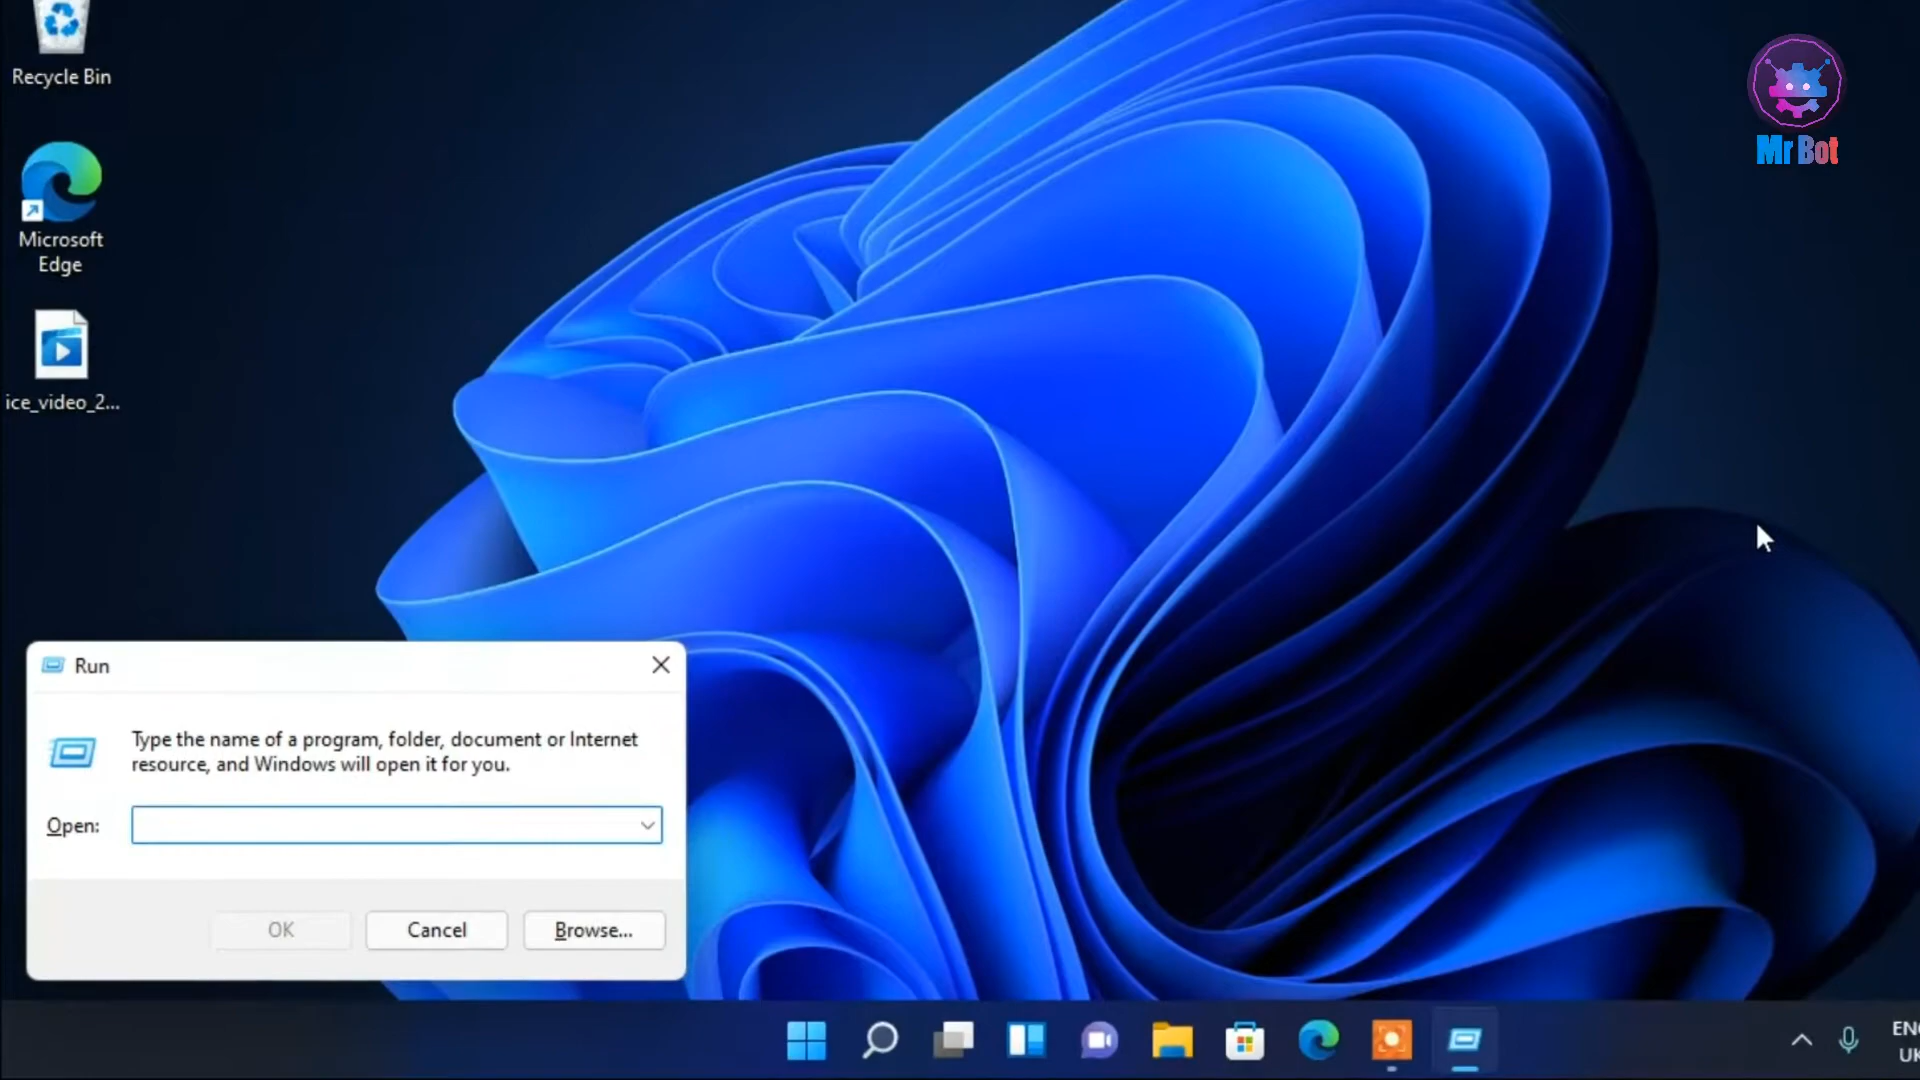 Recycle Bin
Mr Bot
Microsoft
Edge
ice_video_2...
Run
Type the name of a program, folder, document or Internet
resource, and Windows will open it for you.
Open:
OK
Cancel
Browse...
ENG
UK